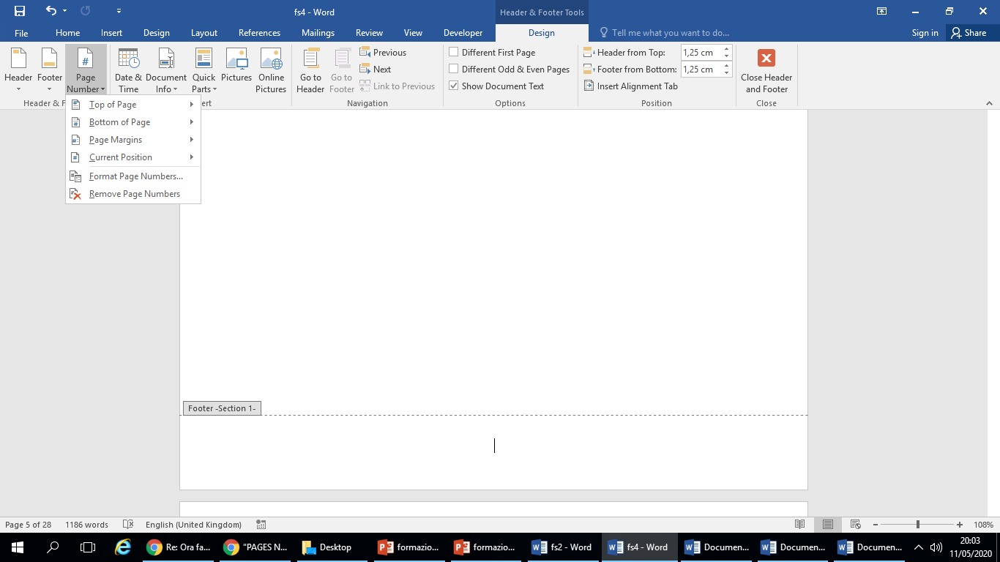 fs4 - Word
Header & Footer Tools
File Home Insert Design Layout References Mailings Review View Developer Design Tell me what you want to do... Sign in Share
Header
Footer
Page Number
Date & Time
Document Info
Quick Parts
Pictures
Online Pictures
Go to Header
Go to Footer
Previous
Next
Link to Previous
Different First Page
Different Odd & Even Pages
Show Document Text
Header from Top: 1,25 cm
Footer from Bottom: 1,25 cm
Insert Alignment Tab
Close Header and Footer
Header & F
ert
Navigation
Options
Position
Close
Top of Page
Bottom of Page
Page Margins
Current Position
Format Page Numbers...
Remove Page Numbers
Footer -Section 1-
Page 5 of 28 1186 words English (United Kingdom) 108%
Re: Ora fa...
"PAGES N...
Desktop
formazio...
formazio...
fs2 - Word
fs4 - Word
Documen...
Documen...
Documen...
20:03
11/05/2020